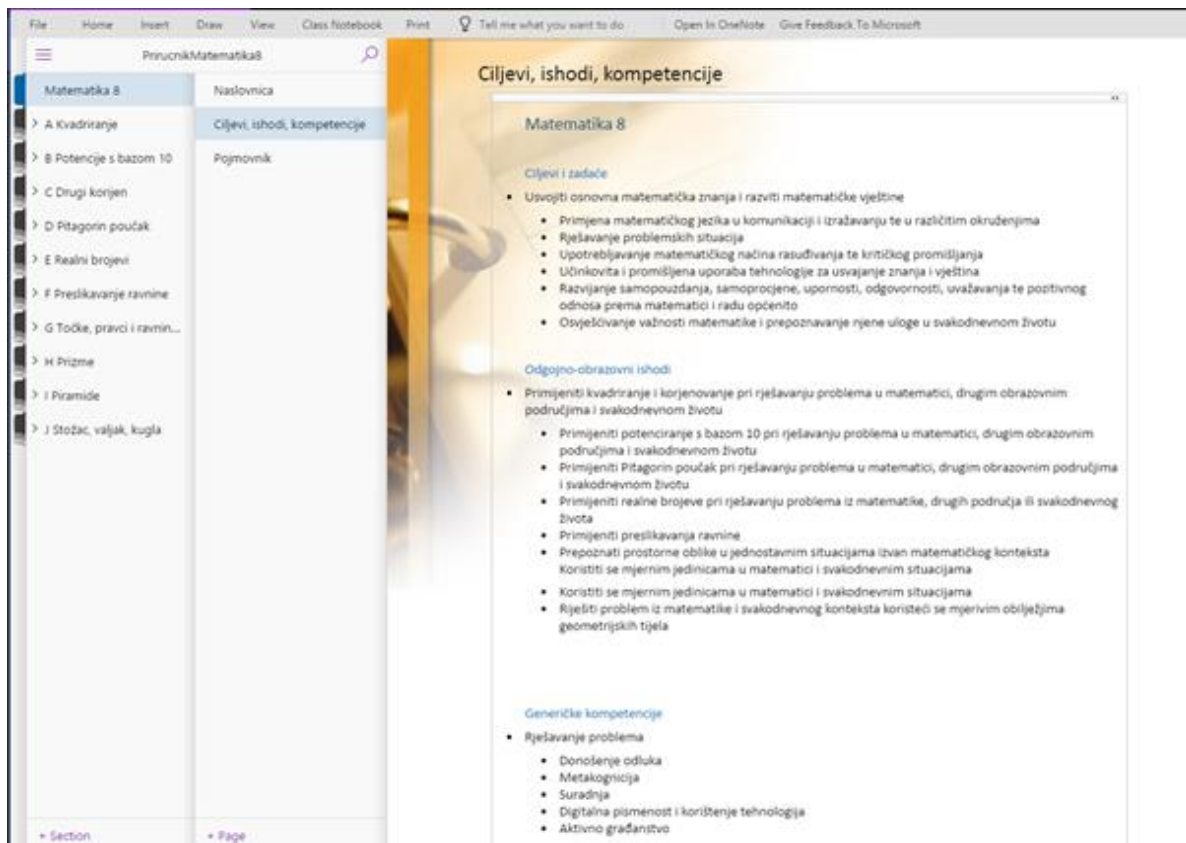 File Home Insert Draw View Class Notebook Print Tell me what you want to do Open In OneNote Give Feedback To Microsoft
PrirucnikMatematika8
Matematika 8
> A Kvadriranje
> B Potencije s bazom 10
> C Drugi korijen
> D Pitagorin poučak
> E Realni brojevi
> F Preslikavanje ravnine
> G Točke, pravci i ravnin...
> H Prizme
> I Piramide
> J Stožac, valjak, kugla
+ Section
Naslovnica
Ciljevi, ishodi, kompetencije
Pojmovnik
+ Page
Ciljevi, ishodi, kompetencije
Matematika 8
Ciljevi i zadaće
• Usvojiti osnovna matematička znanja i razviti matematičke vještine
• Primjena matematičkog jezika u komunikaciji i izražavanju te u različitim okruženjima
• Rješavanje problemskih situacija
• Upotrebljavanje matematičkog načina rasuđivanja te kritičkog promišljanja
• Učinkovita i promišljena uporaba tehnologije za usvajanje znanja i vještina
• Razvijanje samopouzdanja, samoprocjene, upornosti, odgovornosti, uvažavanja te pozitivnog
odnosa prema matematici i radu općenito
• Osvješćivanje važnosti matematike i prepoznavanje njene uloge u svakodnevnom životu
Odgojno-obrazovni ishodi
• Primijeniti kvadriranje i korjenovanje pri rješavanju problema u matematici, drugim obrazovnim
područjima i svakodnevnom životu
• Primijeniti potenciranje s bazom 10 pri rješavanju problema u matematici, drugim obrazovnim
područjima i svakodnevnom životu
• Primijeniti Pitagorin poučak pri rješavanju problema u matematici, drugim obrazovnim područjima
i svakodnevnom životu
• Primijeniti realne brojeve pri rješavanju problema iz matematike, drugih područja ili svakodnevnog
života
• Primijeniti preslikavanja ravnine
• Prepoznati prostorne oblike u jednostavnim situacijama izvan matematičkog konteksta
Koristiti se mjernim jedinicama u matematici i svakodnevnim situacijama
• Koristiti se mjernim jedinicama u matematici i svakodnevnim situacijama
• Riješiti problem iz matematike i svakodnevnog konteksta koristeći se mjerivim obilježjima
geometrijskih tijela
Generičke kompetencije
• Rješavanje problema
• Donošenje odluka
• Metakognicija
• Suradnja
• Digitalna pismenost i korištenje tehnologija
• Aktivno građanstvo